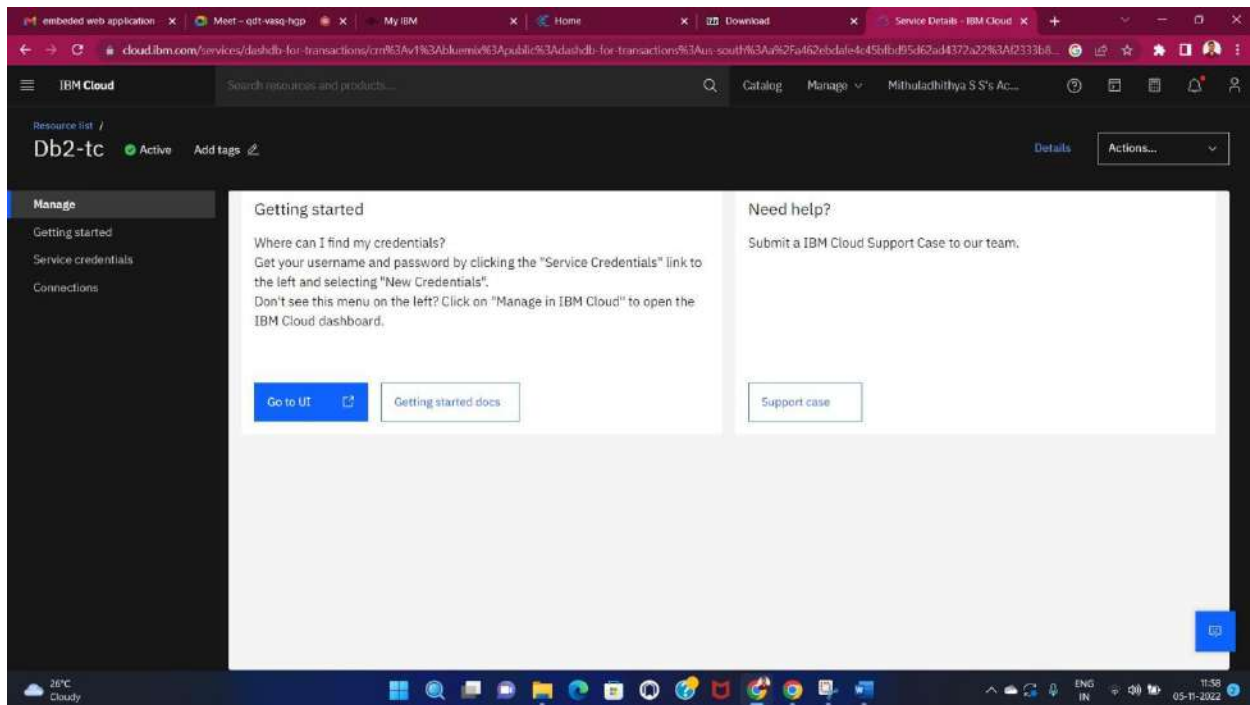 embeded web application
Meet - qdt-vasq-hgp
My IBM
Home
Download
Service Details - IBM Cloud
IBM Cloud
Search resources and products...
Catalog
Manage
Mithuladhithya S S's Ac...
Resource list /
Db2-tc
Active
Add tags
Details
Actions...
Manage
Getting started
Service credentials
Connections
Getting started
Where can I find my credentials?
Get your username and password by clicking the "Service Credentials" link to
the left and selecting "New Credentials".
Don't see this menu on the left? Click on "Manage in IBM Cloud" to open the
IBM Cloud dashboard.
Go to UI
Getting started docs
Need help?
Submit a IBM Cloud Support Case to our team.
Support case
26°C
Cloudy
ENG
IN
11:58
05-11-2022